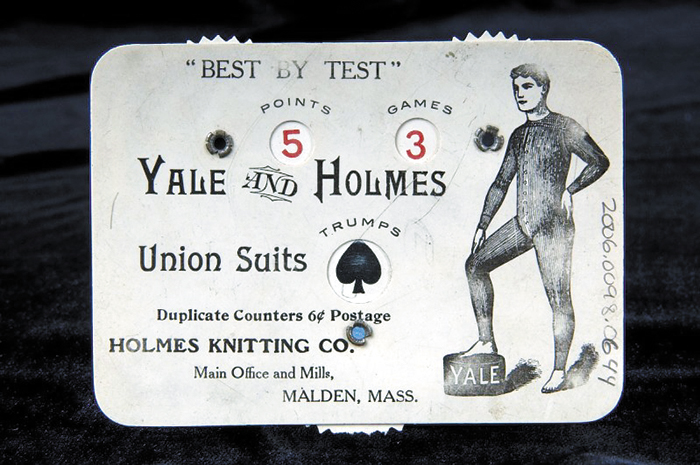 "BEST BY TEST"
POINTS GAMES
5 3
YALE AND HOLMES
TRUMPS
Union Suits
Duplicate Counters 6¢ Postage
HOLMES KNITTING CO.
Main Office and Mills,
MALDEN, MASS.
YALE
2006.0098.0644